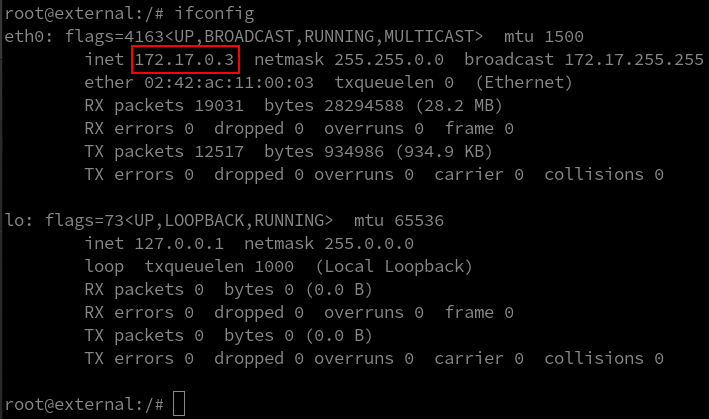 root@external:/# ifconfig
eth0: flags=4163<UP,BROADCAST,RUNNING,MULTICAST>  mtu 1500
        inet 172.17.0.3  netmask 255.255.0.0  broadcast 172.17.255.255
        ether 02:42:ac:11:00:03  txqueuelen 0  (Ethernet)
        RX packets 19031  bytes 28294588 (28.2 MB)
        RX errors 0  dropped 0  overruns 0  frame 0
        TX packets 12517  bytes 934986 (934.9 KB)
        TX errors 0  dropped 0 overruns 0  carrier 0  collisions 0

lo: flags=73<UP,LOOPBACK,RUNNING>  mtu 65536
        inet 127.0.0.1  netmask 255.0.0.0
        loop  txqueuelen 1000  (Local Loopback)
        RX packets 0  bytes 0 (0.0 B)
        RX errors 0  dropped 0  overruns 0  frame 0
        TX packets 0  bytes 0 (0.0 B)
        TX errors 0  dropped 0 overruns 0  carrier 0  collisions 0

root@external:/#